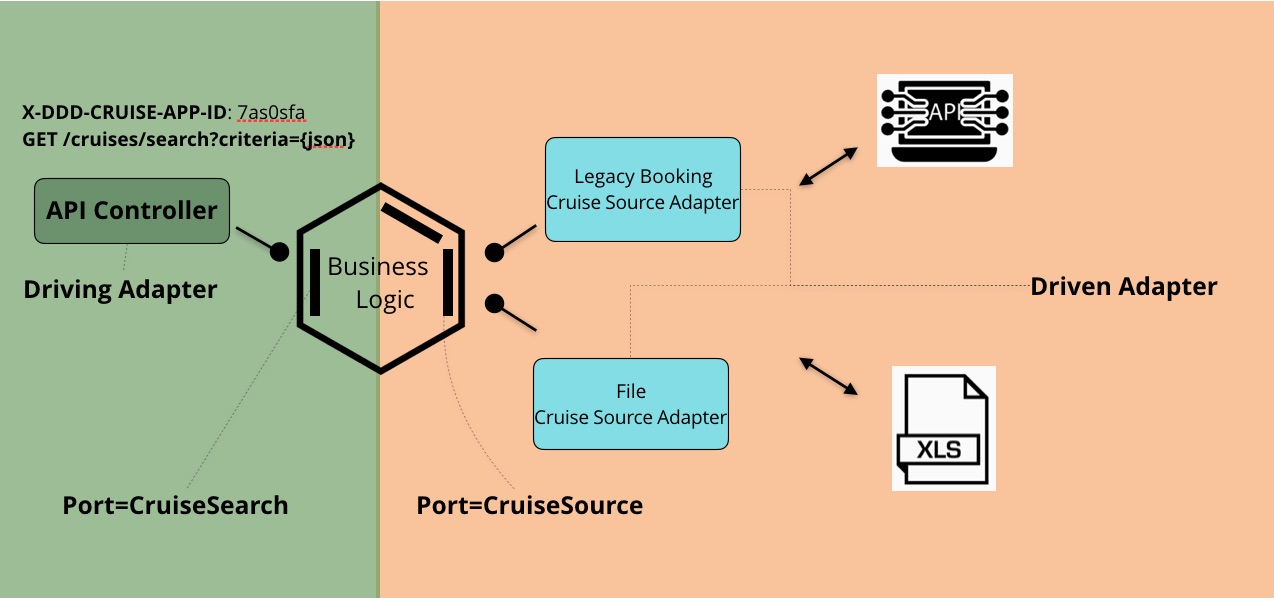 X-DDD-CRUISE-APP-ID: 7as0sfa
GET /cruises/search?criteria={json}
API Controller
Driving Adapter
Business
Logic
Legacy Booking
Cruise Source Adapter
API
Driven Adapter
File
Cruise Source Adapter
XLS
Port=CruiseSearch
Port=CruiseSource